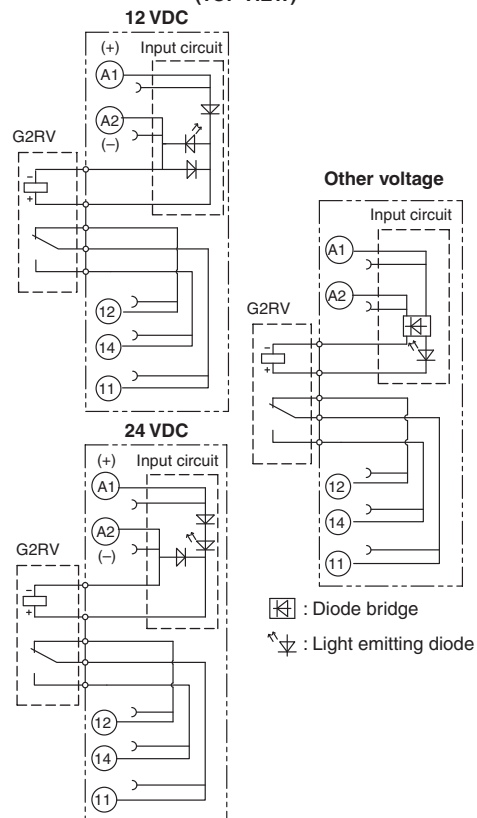 12 VDC
(+) Input circuit
A1
A2
(–)
G2RV
–
+
12
14
11
24 VDC
(+) Input circuit
A1
A2
(–)
G2RV
–
+
12
14
11
Other voltage
Input circuit
A1
A2
G2RV
–
+
12
14
11
: Diode bridge
: Light emitting diode